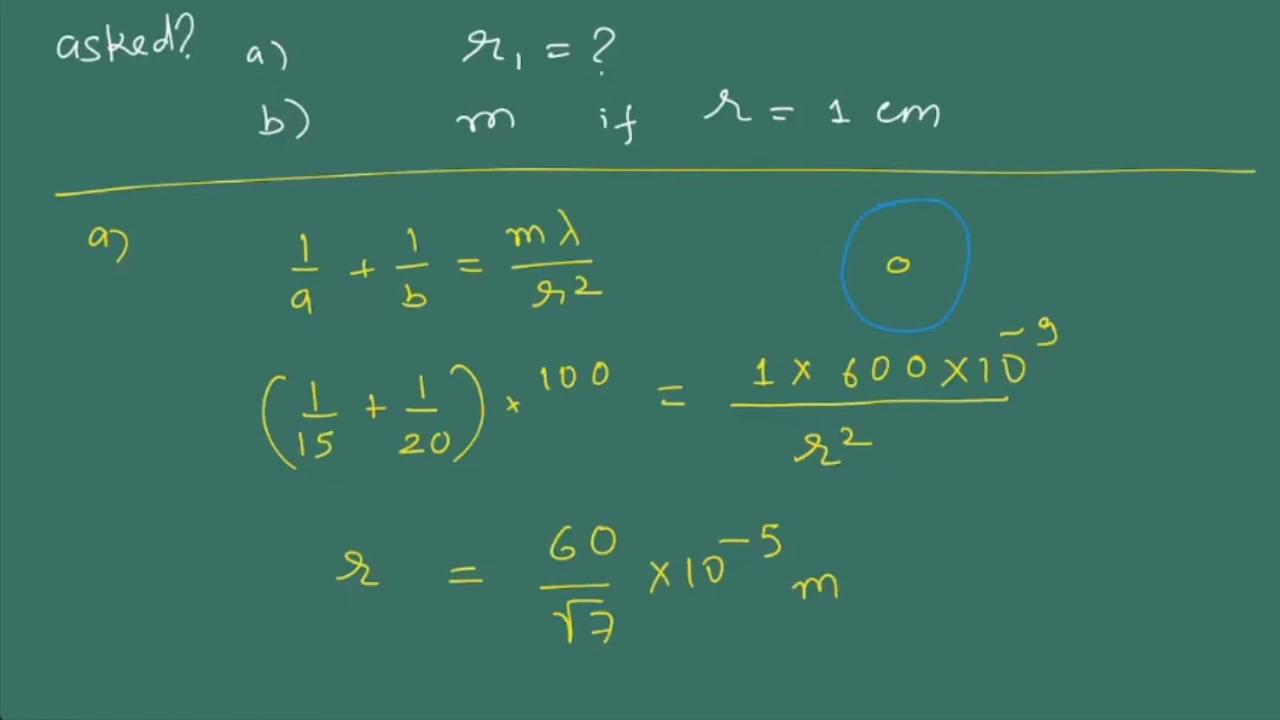 asked? a) r₁ = ?
b) m if r = 1 cm
a) 1/a + 1/b = mλ/r²
(1/15 + 1/20) × 100 = 1 × 600 × 10⁻⁹ / r²
r = 60/√7 × 10⁻⁵ m